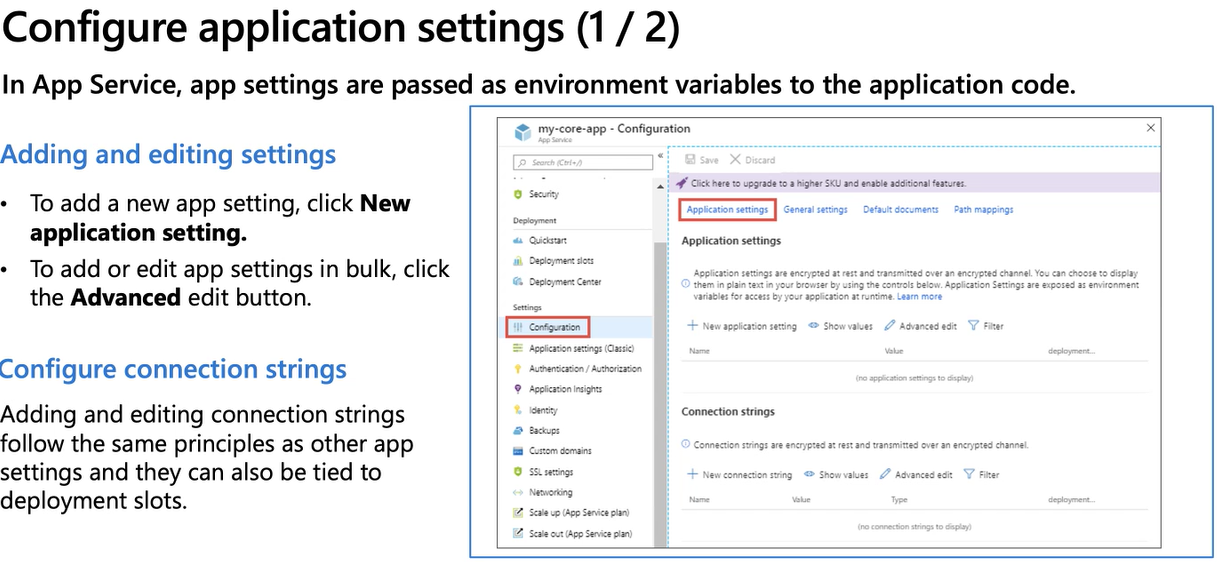 Configure application settings (1 / 2)
In App Service, app settings are passed as environment variables to the application code.
Adding and editing settings
• To add a new app setting, click New
application setting.
• To add or edit app settings in bulk, click
the Advanced edit button.
Configure connection strings
Adding and editing connection strings
follow the same principles as other app
settings and they can also be tied to
deployment slots.
my-core-app - Configuration
App Service
Search (Ctrl+/)
Security
Deployment
Quickstart
Deployment slots
Deployment Center
Settings
Configuration
Application settings (Classic)
Authentication / Authorization
Application Insights
Identity
Backups
Custom domains
SSL settings
Networking
Scale up (App Service plan)
Scale out (App Service plan)
Save Discard
Click here to upgrade to a higher SKU and enable additional features.
Application settings General settings Default documents Path mappings
Application settings
Application settings are encrypted at rest and transmitted over an encrypted channel. You can choose to display
them in plain text in your browser by using the controls below. Application Settings are exposed as environment
variables for access by your application at runtime. Learn more
New application setting Show values Advanced edit Filter
Name Value deployment...
(no application settings to display)
Connection strings
Connection strings are encrypted at rest and transmitted over an encrypted channel.
New connection string Show values Advanced edit Filter
Name Value Type deployment...
(no connection strings to display)